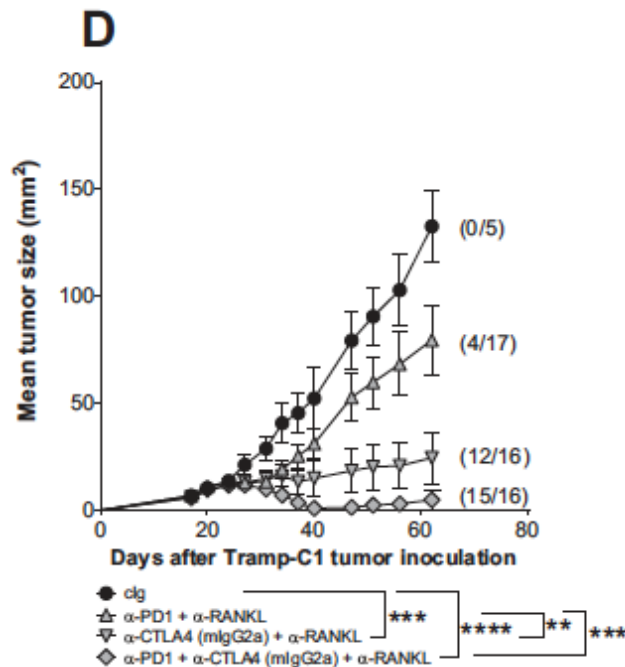 D
200
150
100
50
0
Mean tumor size (mm²)
(0/5)
(4/17)
(12/16)
(15/16)
0 20 40 60 80
Days after Tramp-C1 tumor inoculation
cIg
α-PD1 + α-RANKL
α-CTLA4 (mIgG2a) + α-RANKL
α-PD1 + α-CTLA4 (mIgG2a) + α-RANKL
*** **** ** ***